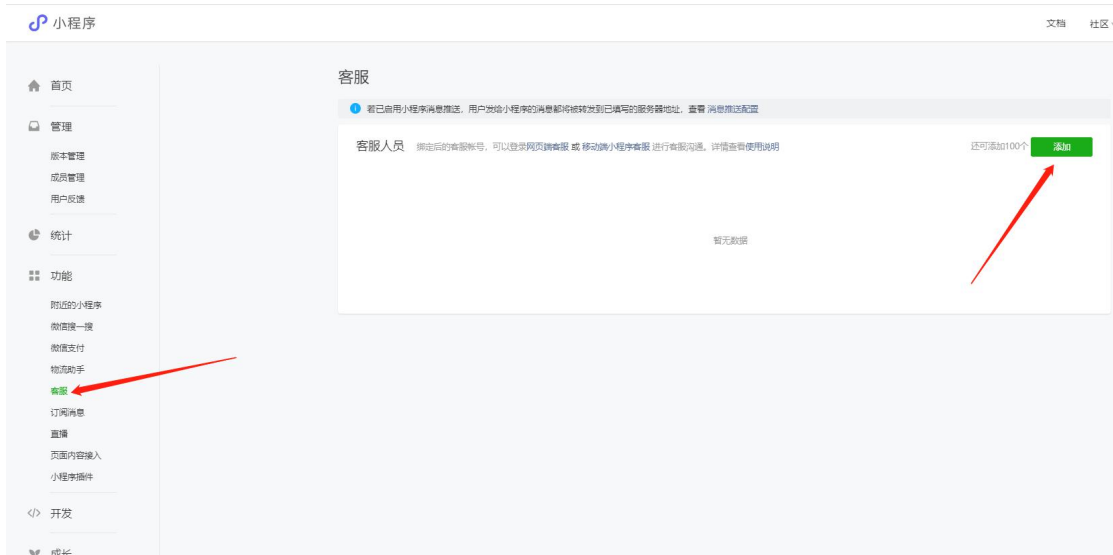 小程序
文档 社区
首页
管理
版本管理
成员管理
用户反馈
统计
功能
附近的小程序
微信搜一搜
微信支付
物流助手
客服
订阅消息
直播
页面内容接入
小程序插件
开发
成长
客服
若已启用小程序消息推送，用户发给小程序的消息都将被转发到已填写的服务器地址，查看 消息推送配置
客服人员 绑定后的客服帐号，可以登录网页端客服 或 移动端小程序客服 进行客服沟通。详情查看使用说明 还可添加100个 添加
暂无数据